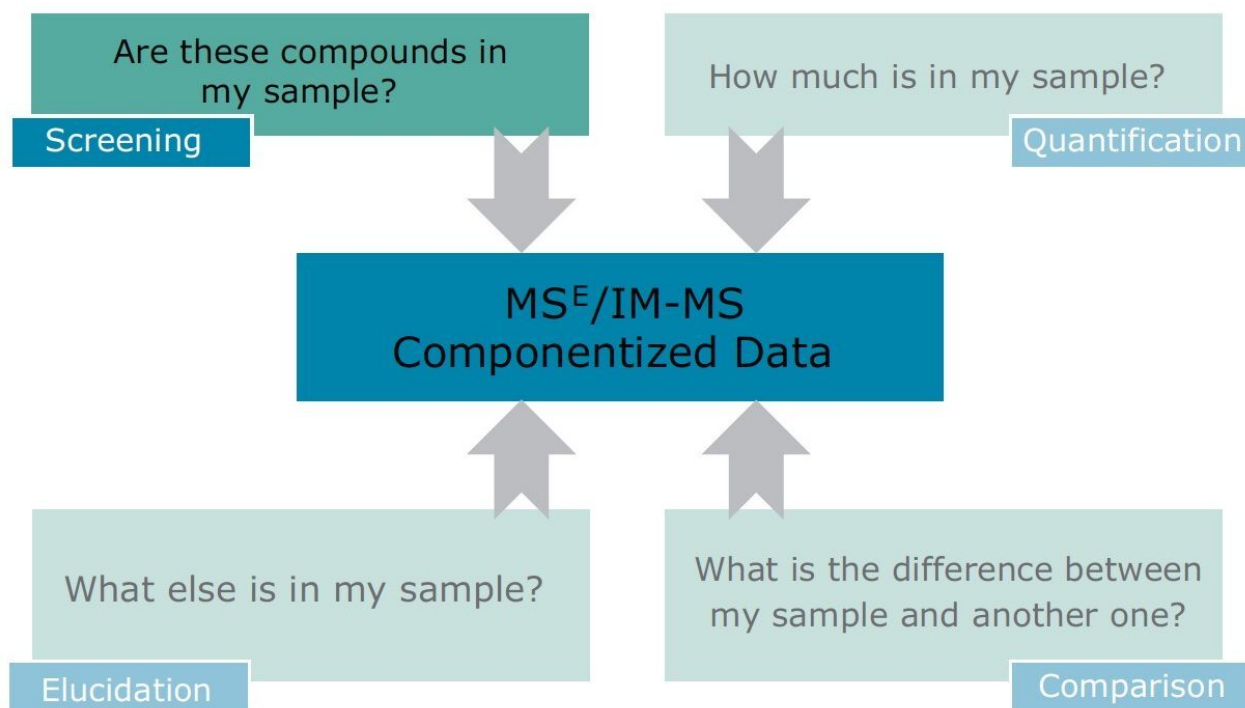 Are these compounds in
my sample?
Screening
How much is in my sample?
Quantification
MSᴱ/IM-MS
Componentized Data
What else is in my sample?
Elucidation
What is the difference between
my sample and another one?
Comparison